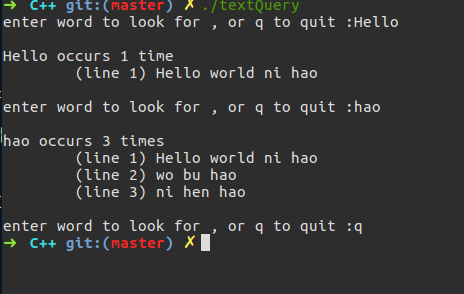 ➜ C++ git:(master) ✗ ./textQuery
enter word to look for , or q to quit :Hello
Hello occurs 1 time
(line 1) Hello world ni hao
enter word to look for , or q to quit :hao
hao occurs 3 times
(line 1) Hello world ni hao
(line 2) wo bu hao
(line 3) ni hen hao
enter word to look for , or q to quit :q
➜ C++ git:(master) ✗